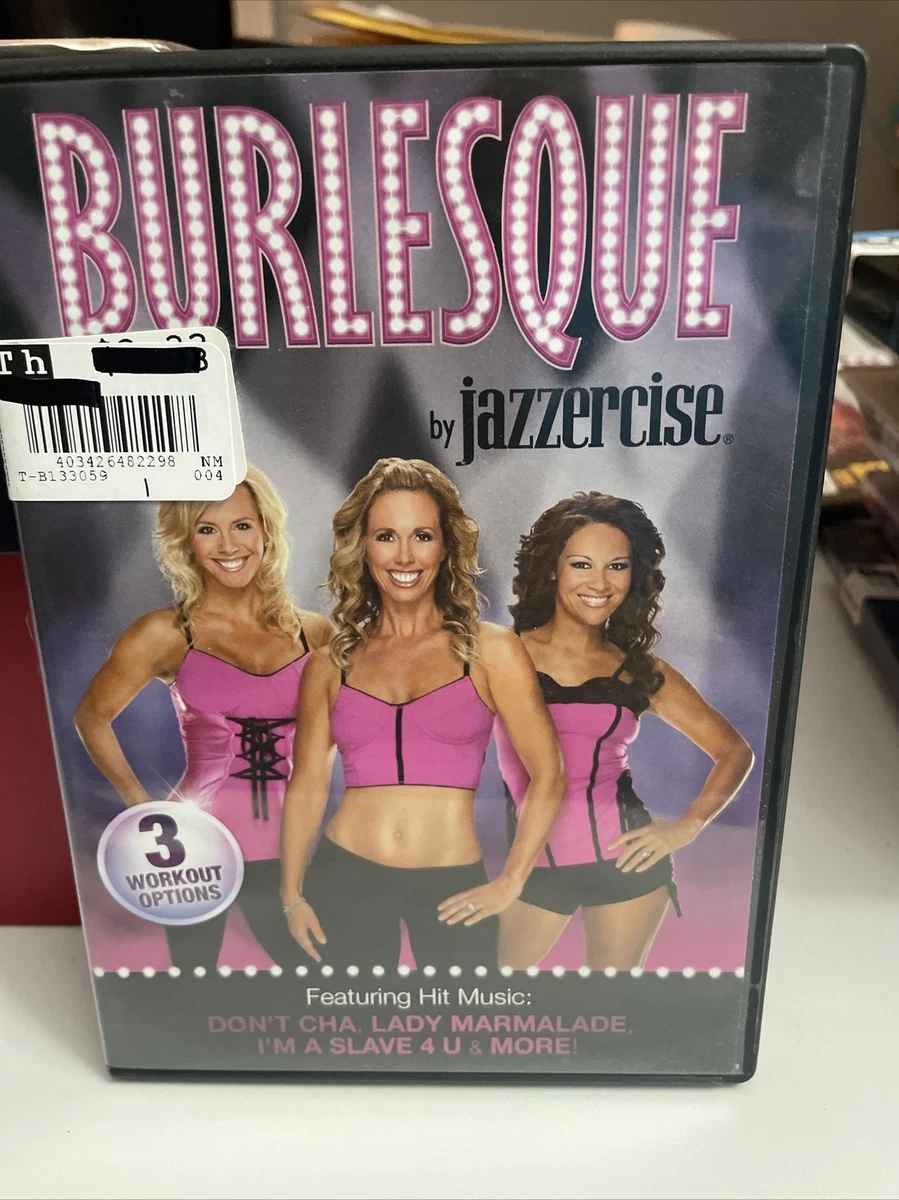 BURLESQUE
by jazzercise®
Th
403426482298 NM
T-B133059 004
3
WORKOUT
OPTIONS
Featuring Hit Music:
DON'T CHA, LADY MARMALADE,
I'M A SLAVE 4 U & MORE!